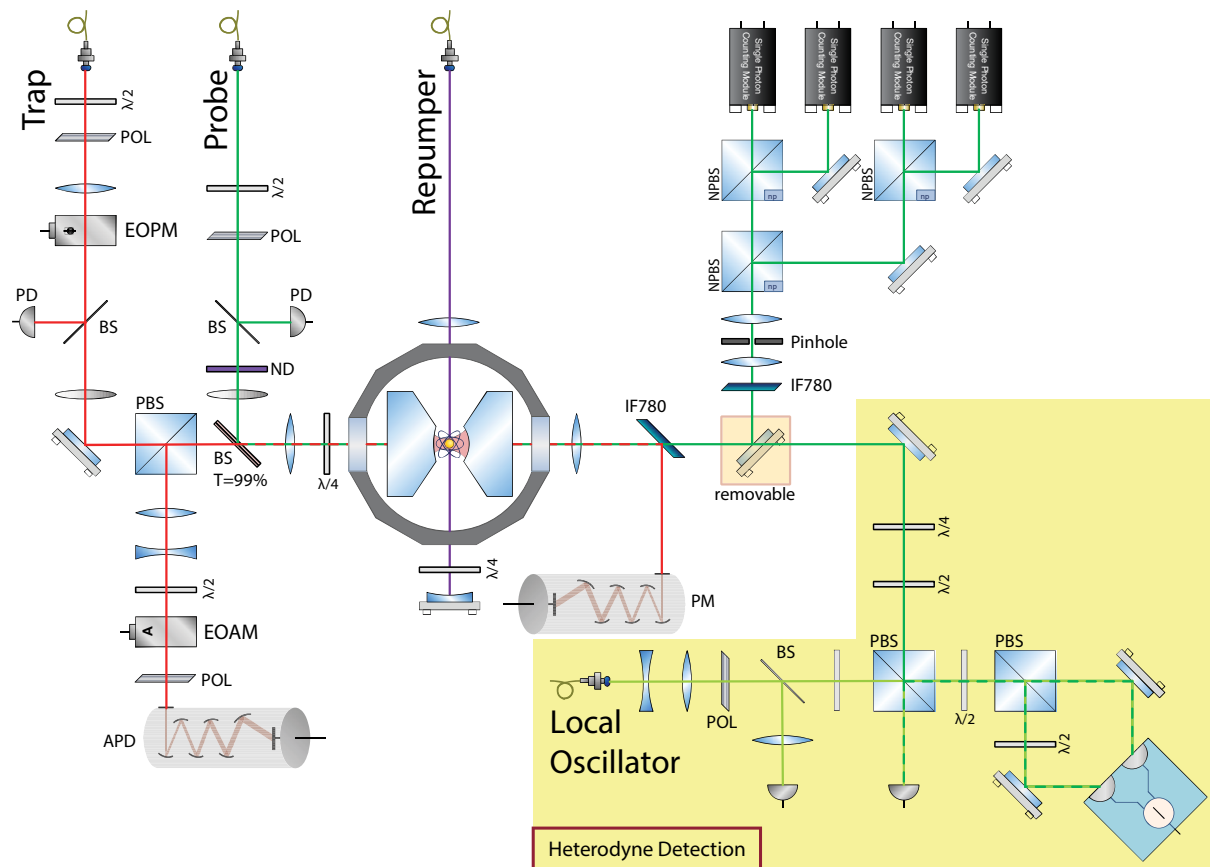 Trap
λ/2
POL
EOPM
Φ
PD
BS
Probe
λ/2
POL
PD
BS
ND
PBS
BS
T=99%
λ/4
Repumper
λ/4
Single Photon
Counting Module
Single Photon
Counting Module
Single Photon
Counting Module
Single Photon
Counting Module
NPBS
np
NPBS
np
NPBS
np
Pinhole
IF780
IF780
removable
λ/2
A
EOAM
POL
APD
PM
λ/4
λ/2
PBS
PBS
BS
POL
λ/2
λ/2
Local
Oscillator
Heterodyne Detection